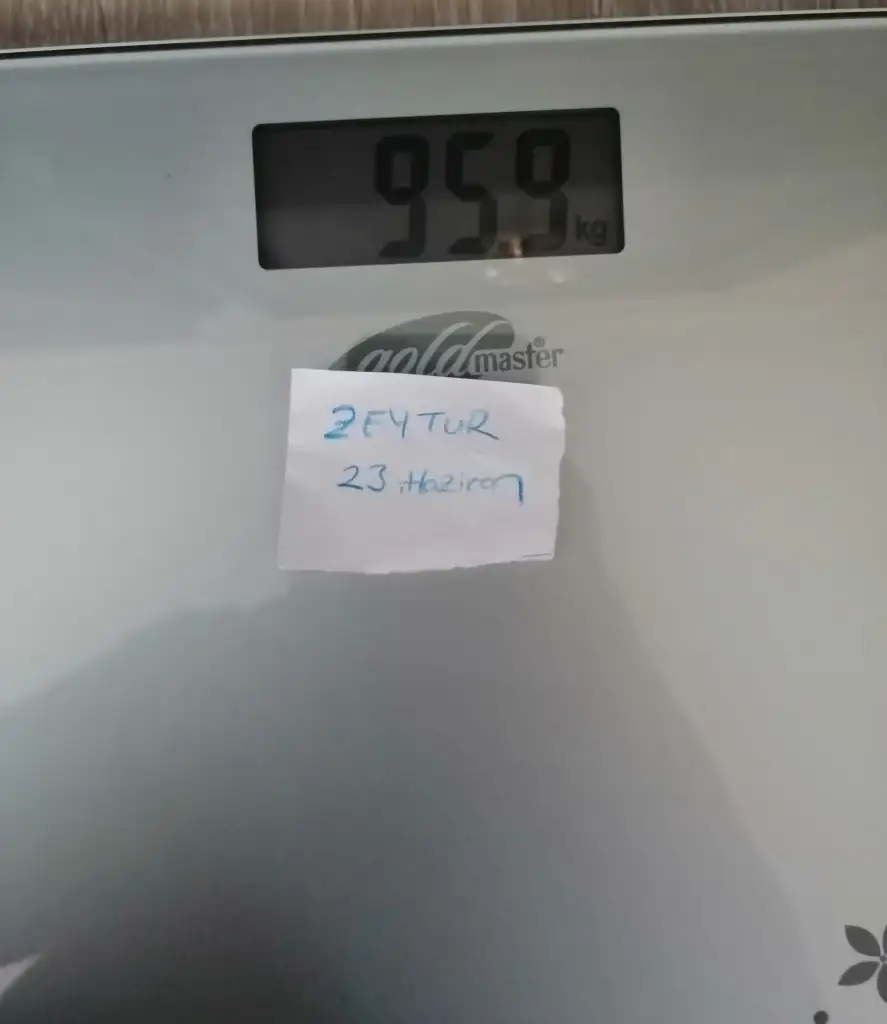 95.9 kg
goldmaster
ZEYTUR
23 Haziran